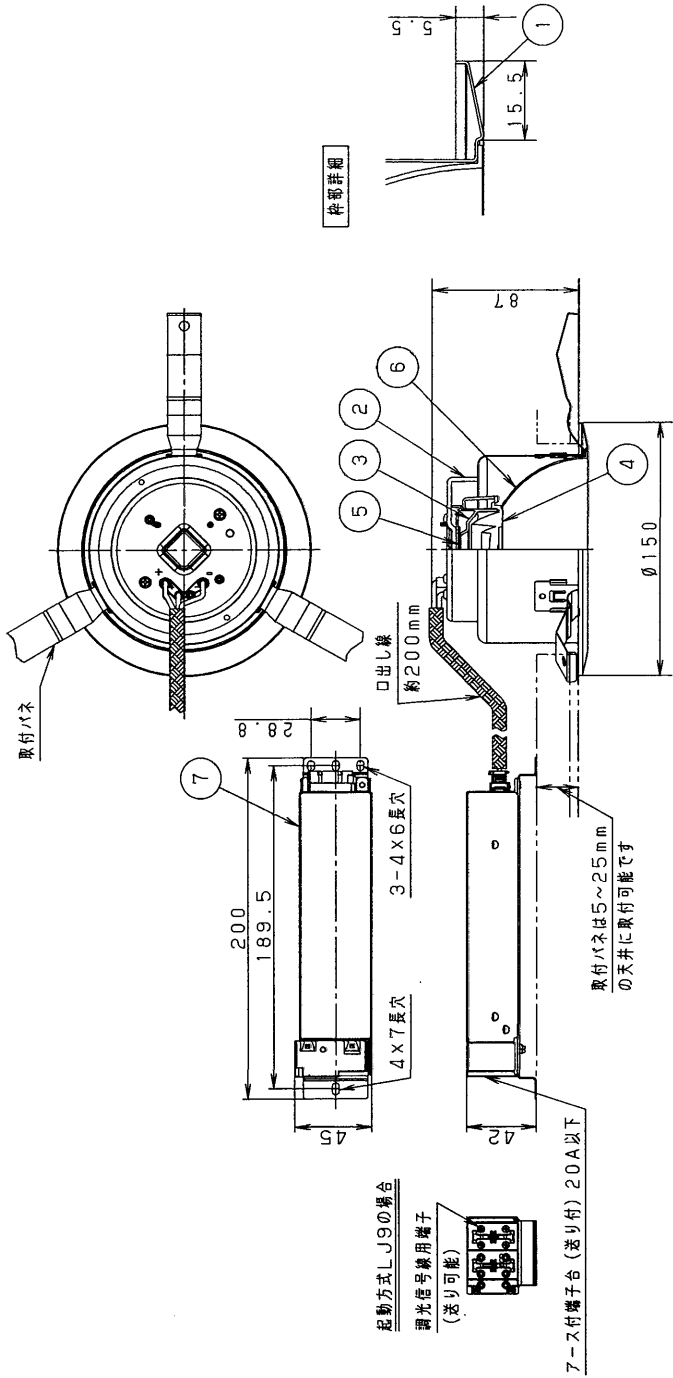 取付バネ
枠部詳細
5.5
15.5
1
7
200
189.5
28.8
45
4×7長穴
3-4×6長穴
口出し線
約200mm
5
3
2
6
4
87
ø150
起動方式LJ9の場合
調光信号線用端子
(送り可能)
42
アース付端子台(送り付)20A以下
取付バネは5~25mm
の天井に取付可能です
+
-